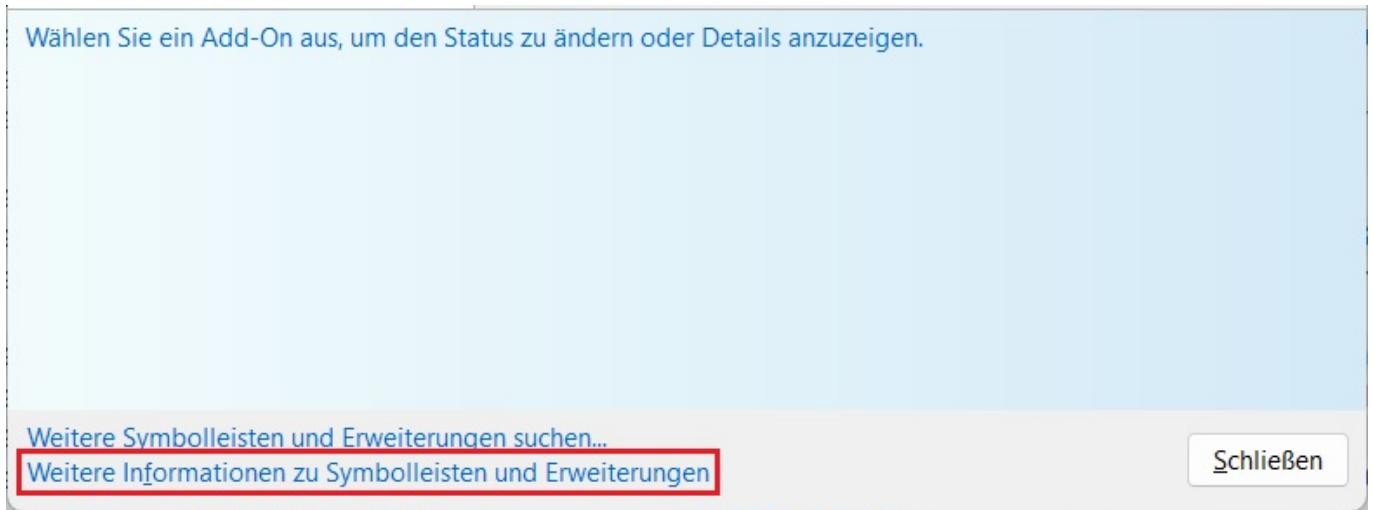 Wählen Sie ein Add-On aus, um den Status zu ändern oder Details anzuzeigen.
Weitere Symbolleisten und Erweiterungen suchen...
Weitere Informationen zu Symbolleisten und Erweiterungen
Schließen